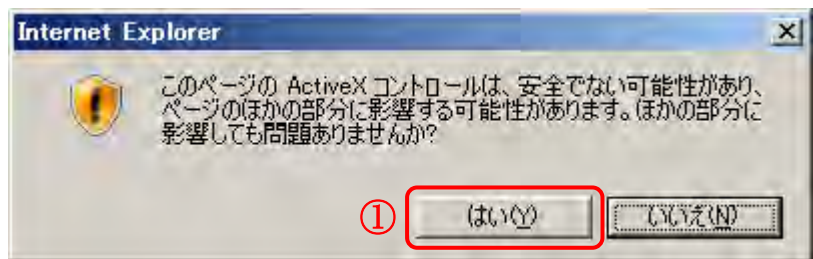 Internet Explorer
このページの ActiveX コントロールは、安全でない可能性があり、
ページのほかの部分に影響する可能性があります。ほかの部分に
影響しても問題ありませんか?
① はい(Y) いいえ(N)